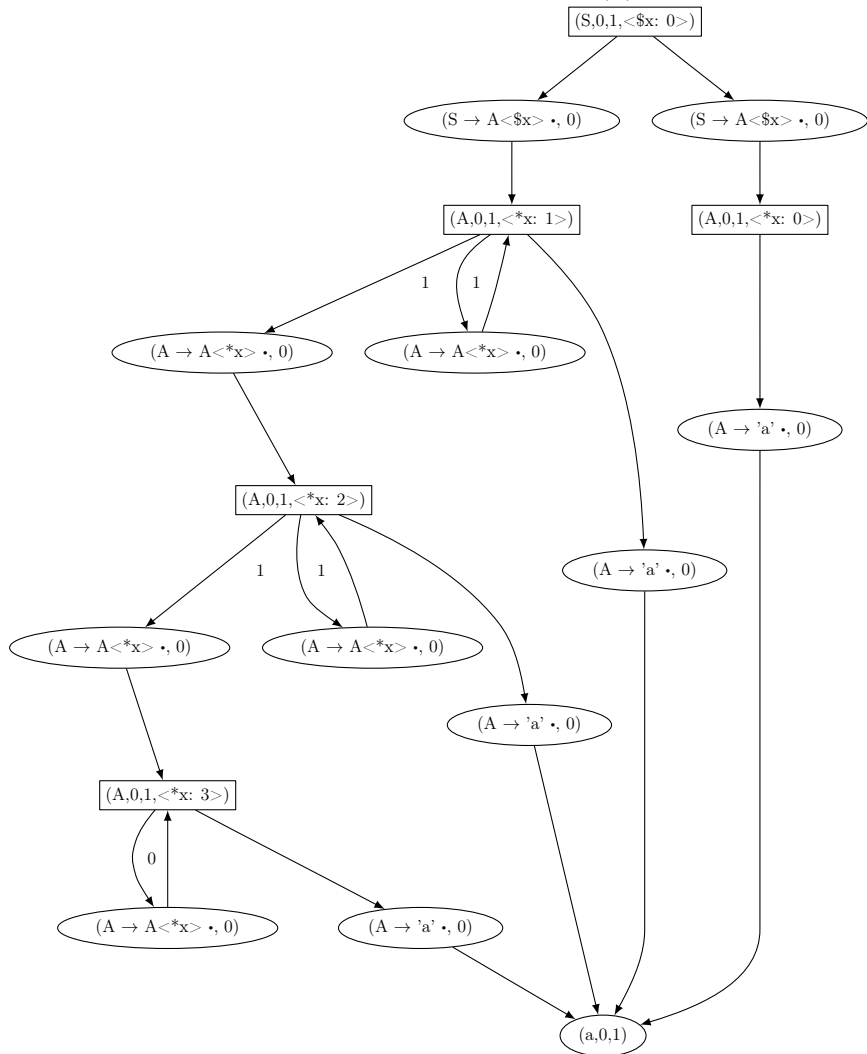 (S,0,1,<$x: 0>)
(S → A<$x> •, 0) (S → A<$x> •, 0)
(A,0,1,<*x: 1>) (A,0,1,<*x: 0>)
1 1
(A → A<*x> •, 0) (A → A<*x> •, 0)
(A → 'a' •, 0)
(A,0,1,<*x: 2>)
1 1 (A → 'a' •, 0)
(A → A<*x> •, 0) (A → A<*x> •, 0)
(A → 'a' •, 0)
(A,0,1,<*x: 3>)
0
(A → A<*x> •, 0) (A → 'a' •, 0)
(a,0,1)